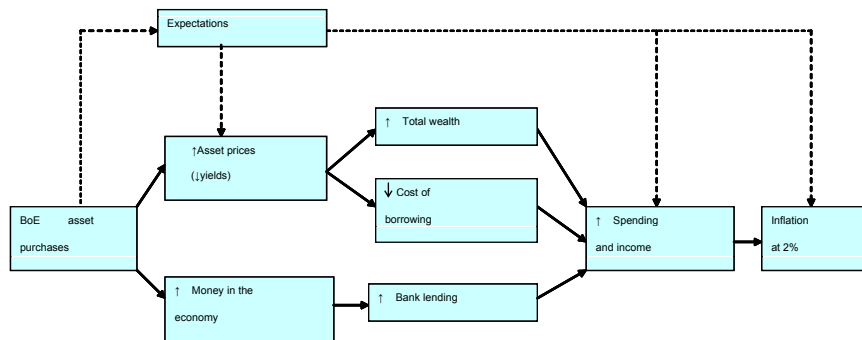 Expectations
↑ Total wealth
↑Asset prices
(↓yields)
↓ Cost of
borrowing
BoE asset
purchases
↑ Spending
and income
Inflation
at 2%
↑ Money in the
economy
↑ Bank lending